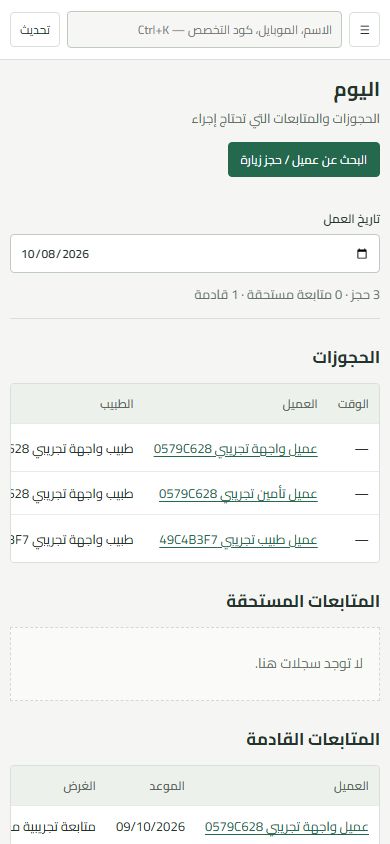 ☰ الاسم، الموبايل، كود التخصص — Ctrl+K تحديث
اليوم
الحجوزات والمتابعات التي تحتاج إجراء
البحث عن عميل / حجز زيارة
تاريخ العمل
10/08/2026
3 حجز · 0 متابعة مستحقة · 1 قادمة
الحجوزات
الوقت العميل الطبيب
— عميل واجهة تجريبي 0579C628 طبيب واجهة تجريبي
— عميل تأمين تجريبي 0579C628 طبيب واجهة تجريبي
— عميل طبيب تجريبي 49C4B3F7 طبيب واجهة تجريبي
المتابعات المستحقة
لا توجد سجلات هنا.
المتابعات القادمة
العميل الموعد الغرض
عميل واجهة تجريبي 0579C628 09/10/2026 متابعة تجريبية